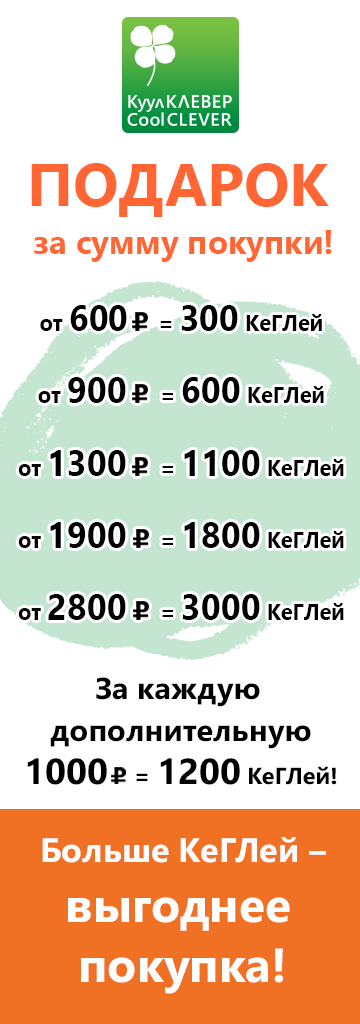 КуулКЛЕВЕР
CoolCLEVER
ПОДАРОК
за сумму покупки!
от 600 ₽ = 300 КеГЛей
от 900 ₽ = 600 КеГЛей
от 1300 ₽ = 1100 КеГЛей
от 1900 ₽ = 1800 КеГЛей
от 2800 ₽ = 3000 КеГЛей
За каждую
дополнительную
1000 ₽ = 1200 КеГЛей!
Больше КеГЛей –
выгоднее
покупка!